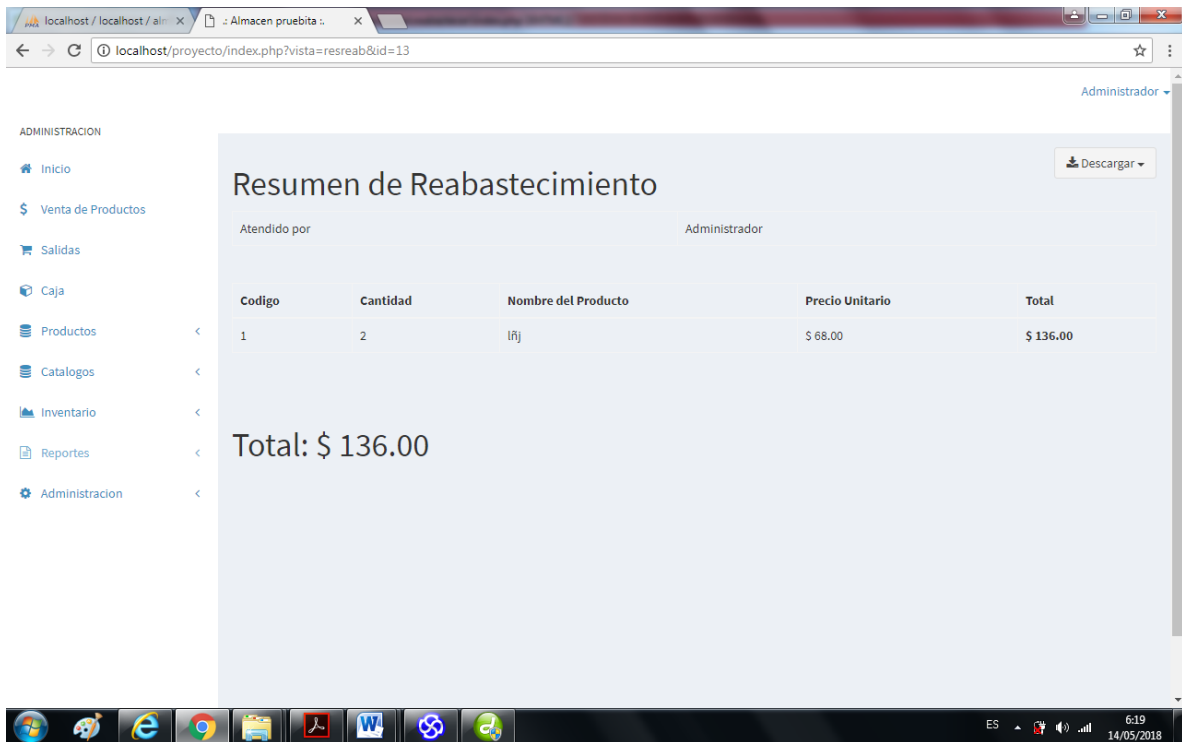 localhost / localhost / alm
.: Almacen pruebita :.
localhost/proyecto/index.php?vista=resreab&id=13
Administrador
ADMINISTRACION
Inicio
Venta de Productos
Salidas
Caja
Productos
Catalogos
Inventario
Reportes
Administracion
Descargar
Resumen de Reabastecimiento
Atendido por Administrador
Codigo Cantidad Nombre del Producto Precio Unitario Total
1 2 lñj $ 68.00 $ 136.00
Total: $ 136.00
ES
6:19
14/05/2018